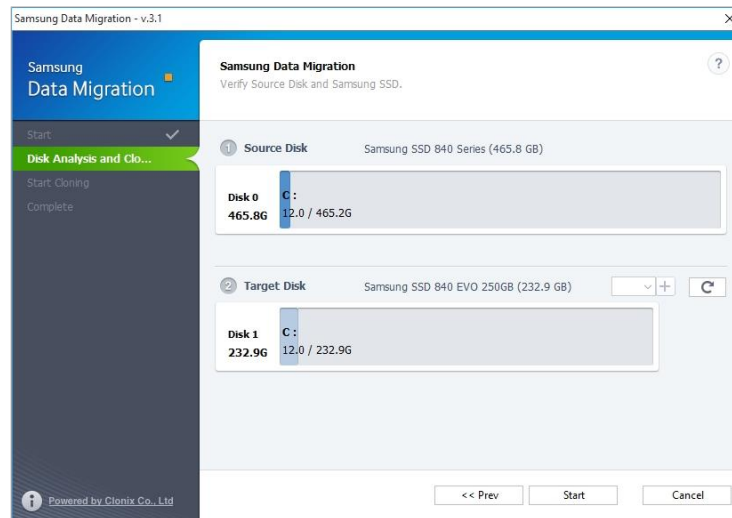 Samsung Data Migration - v.3.1
Samsung
Data Migration
Start
Disk Analysis and Clo...
Start Cloning
Complete
Powered by Clonix Co., Ltd
Samsung Data Migration
Verify Source Disk and Samsung SSD.
?
1 Source Disk Samsung SSD 840 Series (465.8 GB)
Disk 0
465.8G
C :
12.0 / 465.2G
2 Target Disk Samsung SSD 840 EVO 250GB (232.9 GB)
Disk 1
232.9G
C :
12.0 / 232.9G
<< Prev Start Cancel